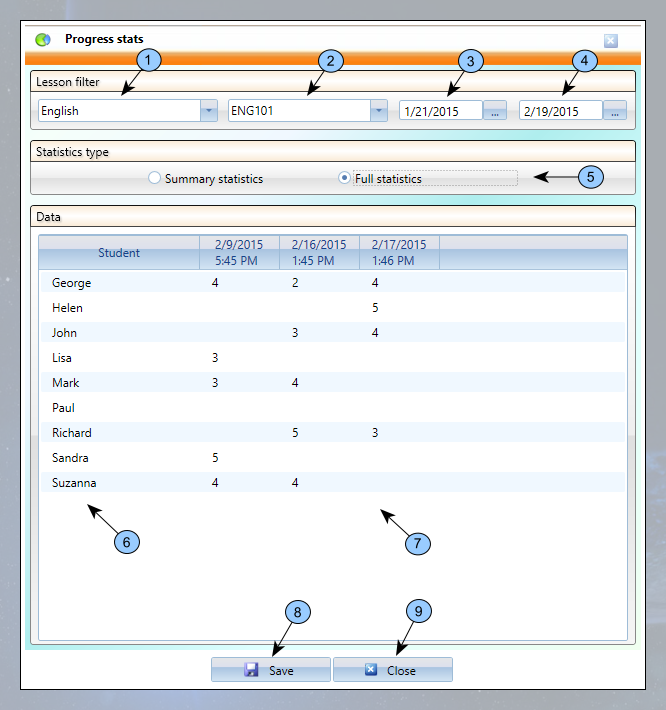 Progress stats
1 2 3 4
Lesson filter
English ENG101 1/21/2015 ... 2/19/2015 ...
Statistics type
Summary statistics Full statistics 5
Data
Student 2/9/2015 5:45 PM 2/16/2015 1:45 PM 2/17/2015 1:46 PM
George 4 2 4
Helen 5
John 3 4
Lisa 3
Mark 3 4
Paul
Richard 5 3
Sandra 5
Suzanna 4 4
6 7
8 9
Save Close